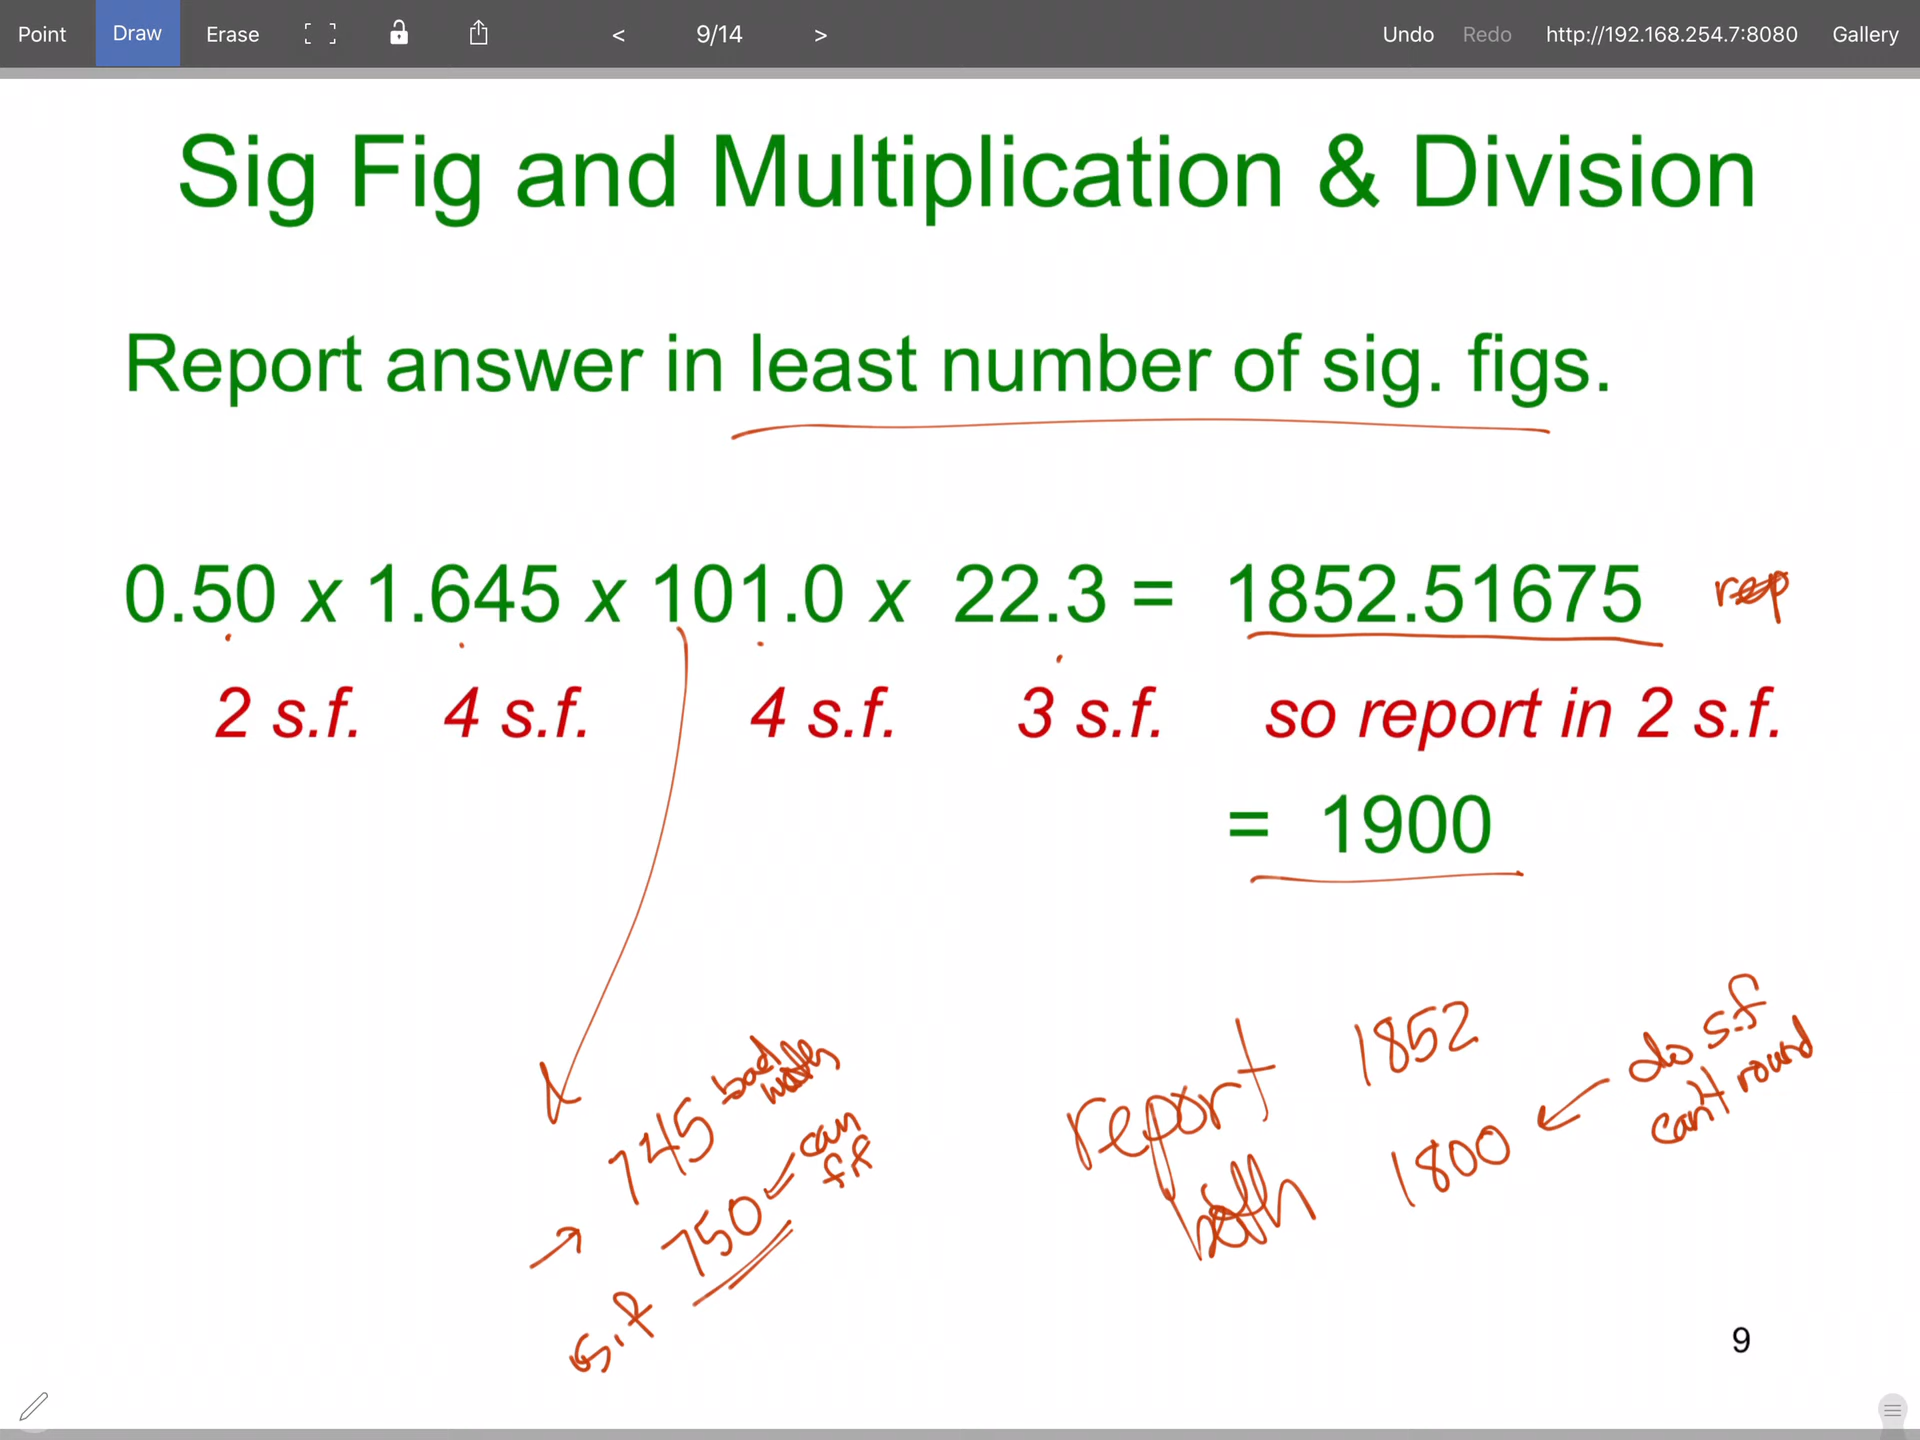 Point Draw Erase < 9/14 > Undo Redo http://192.168.254.7:8080 Gallery
Sig Fig and Multiplication & Division
Report answer in least number of sig. figs.
0.50 x 1.645 x 101.0 x 22.3 = 1852.51675 rep
2 s.f. 4 s.f. 4 s.f. 3 s.f. so report in 2 s.f.
= 1900
745 bad
750 can
s.f
report 1852
both 1800
do s.f
can't round
9